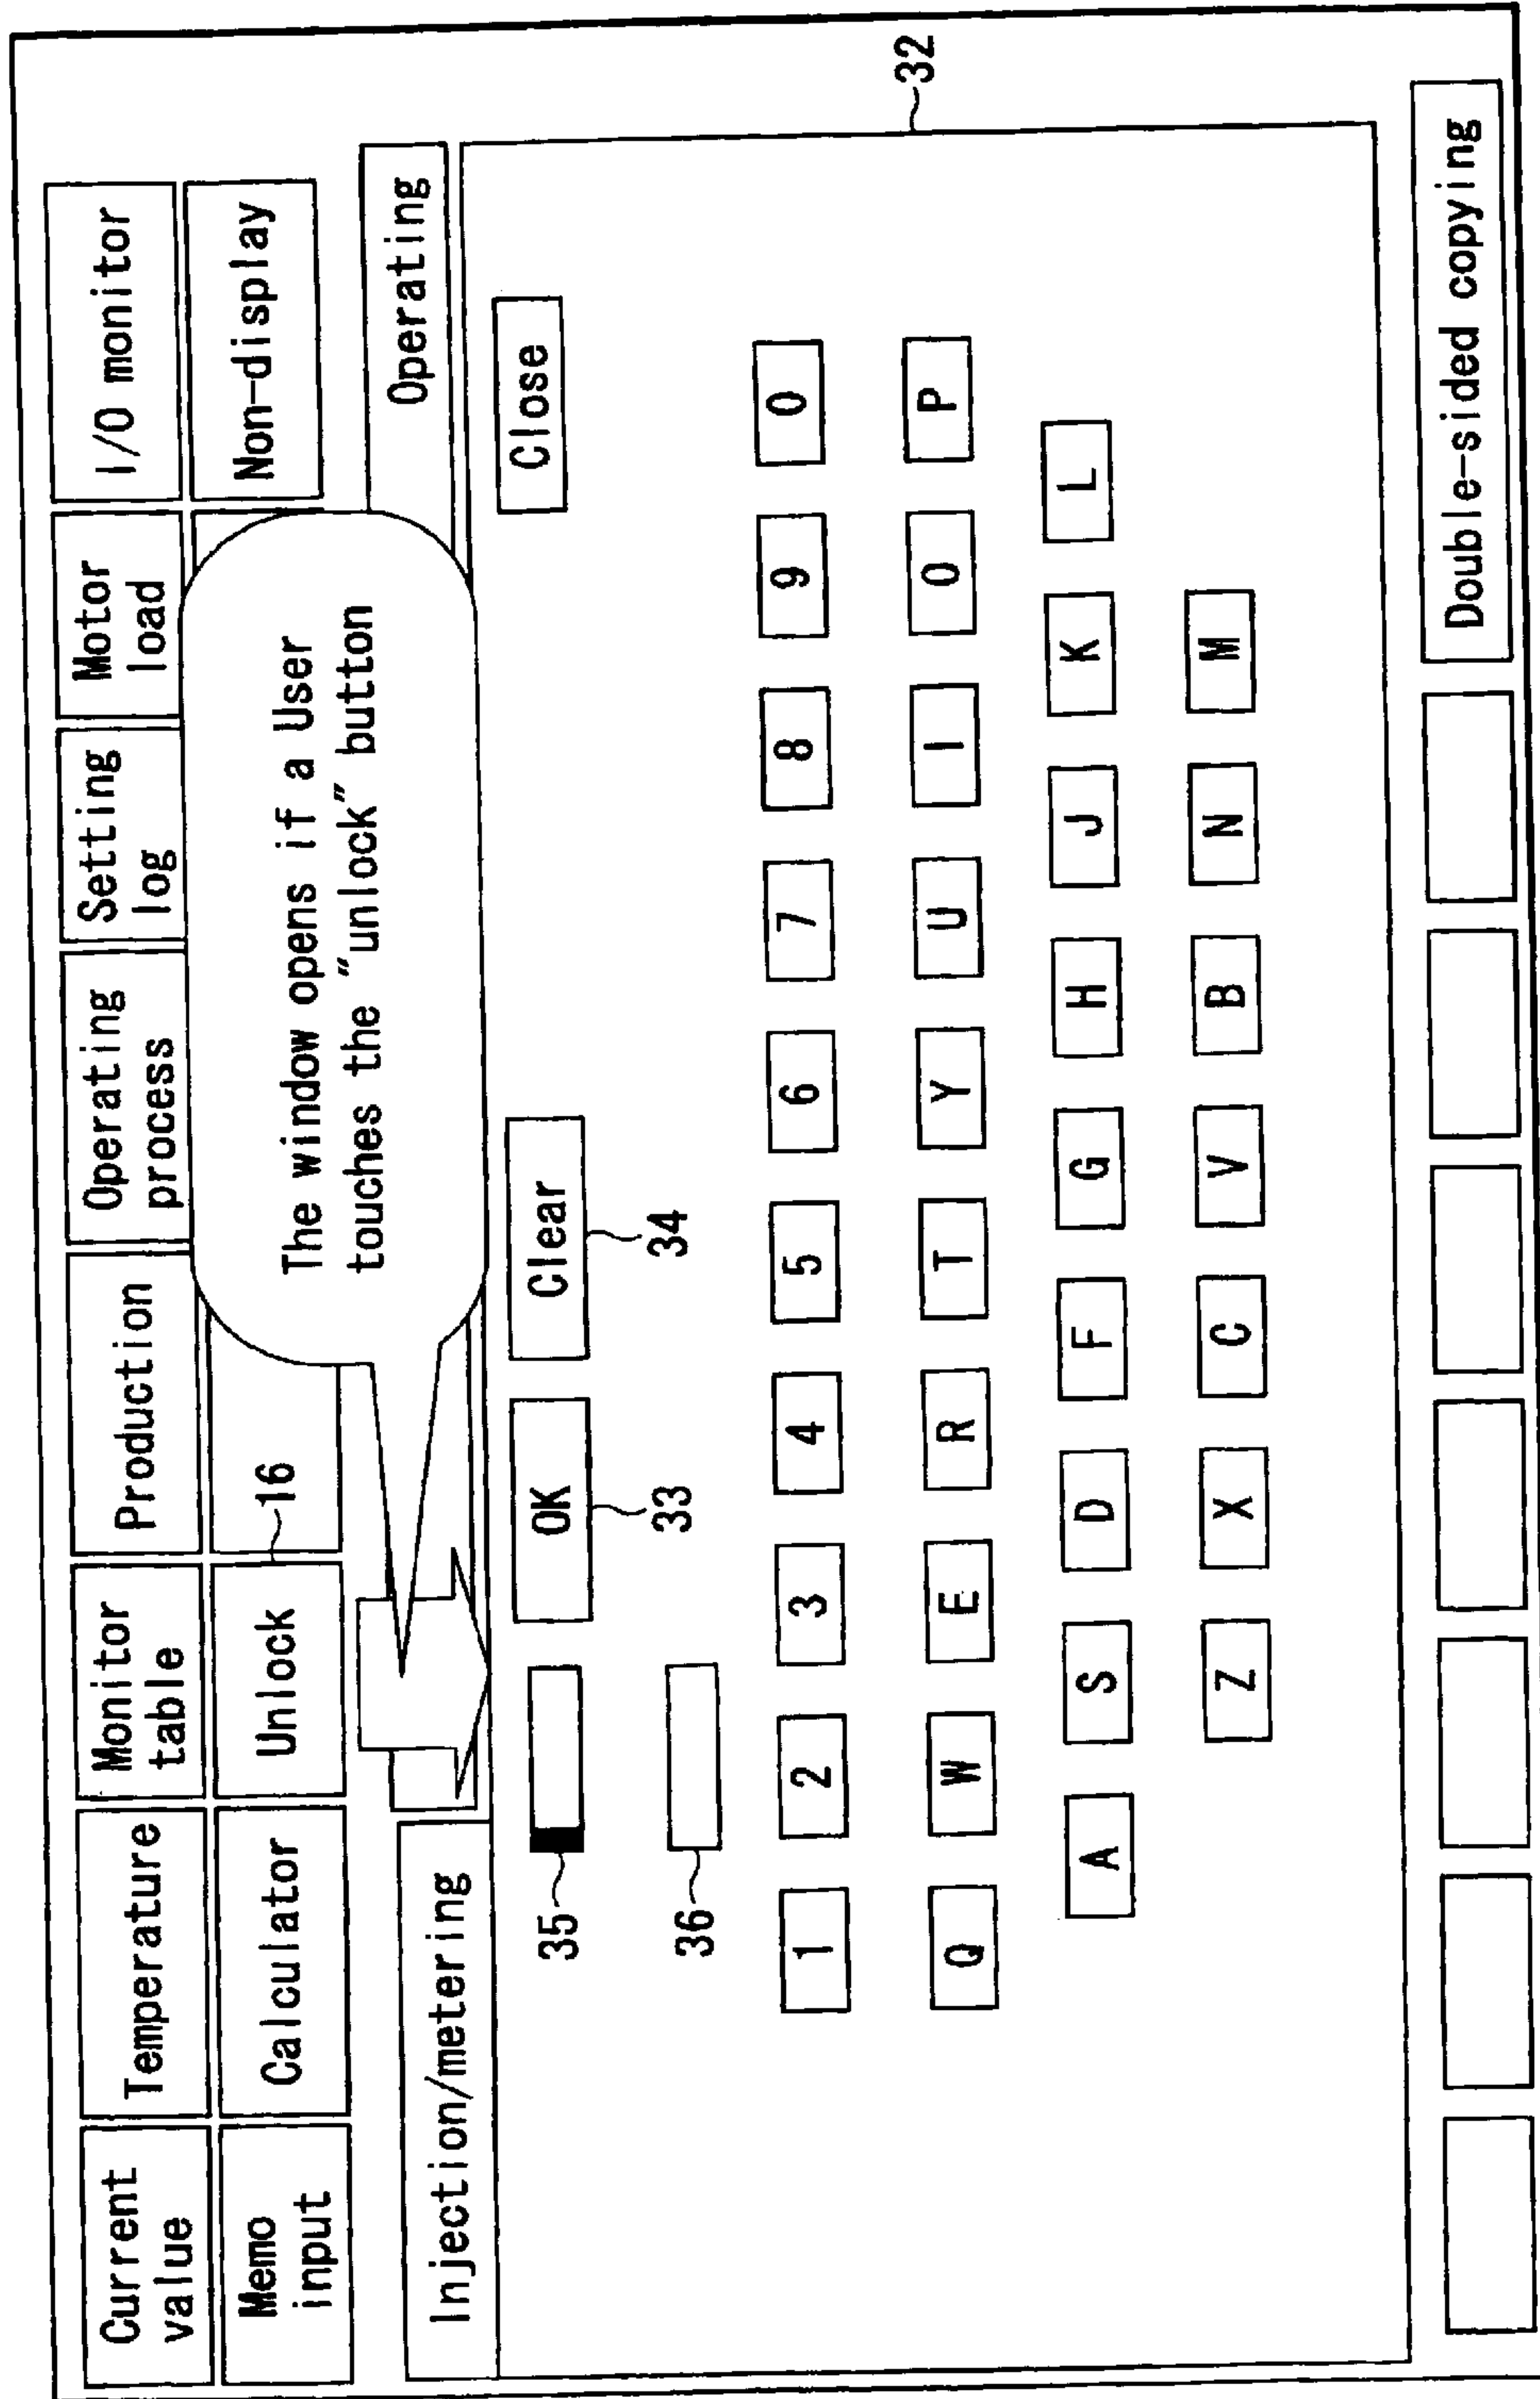 Current value
Temperature
Monitor table
Production
Operating process
Setting log
Motor load
I/O monitor
Memo input
Calculator
Unlock
16
Non-display
The window opens if a User
touches the "unlock" button
Injection/metering
Operating
35
OK
33
Clear
34
Close
36
32
1 2 3 4 5 6 7 8 9 0
Q W E R T Y U I O P
A S D F G H J K L
Z X C V B N M
Double-sided copying